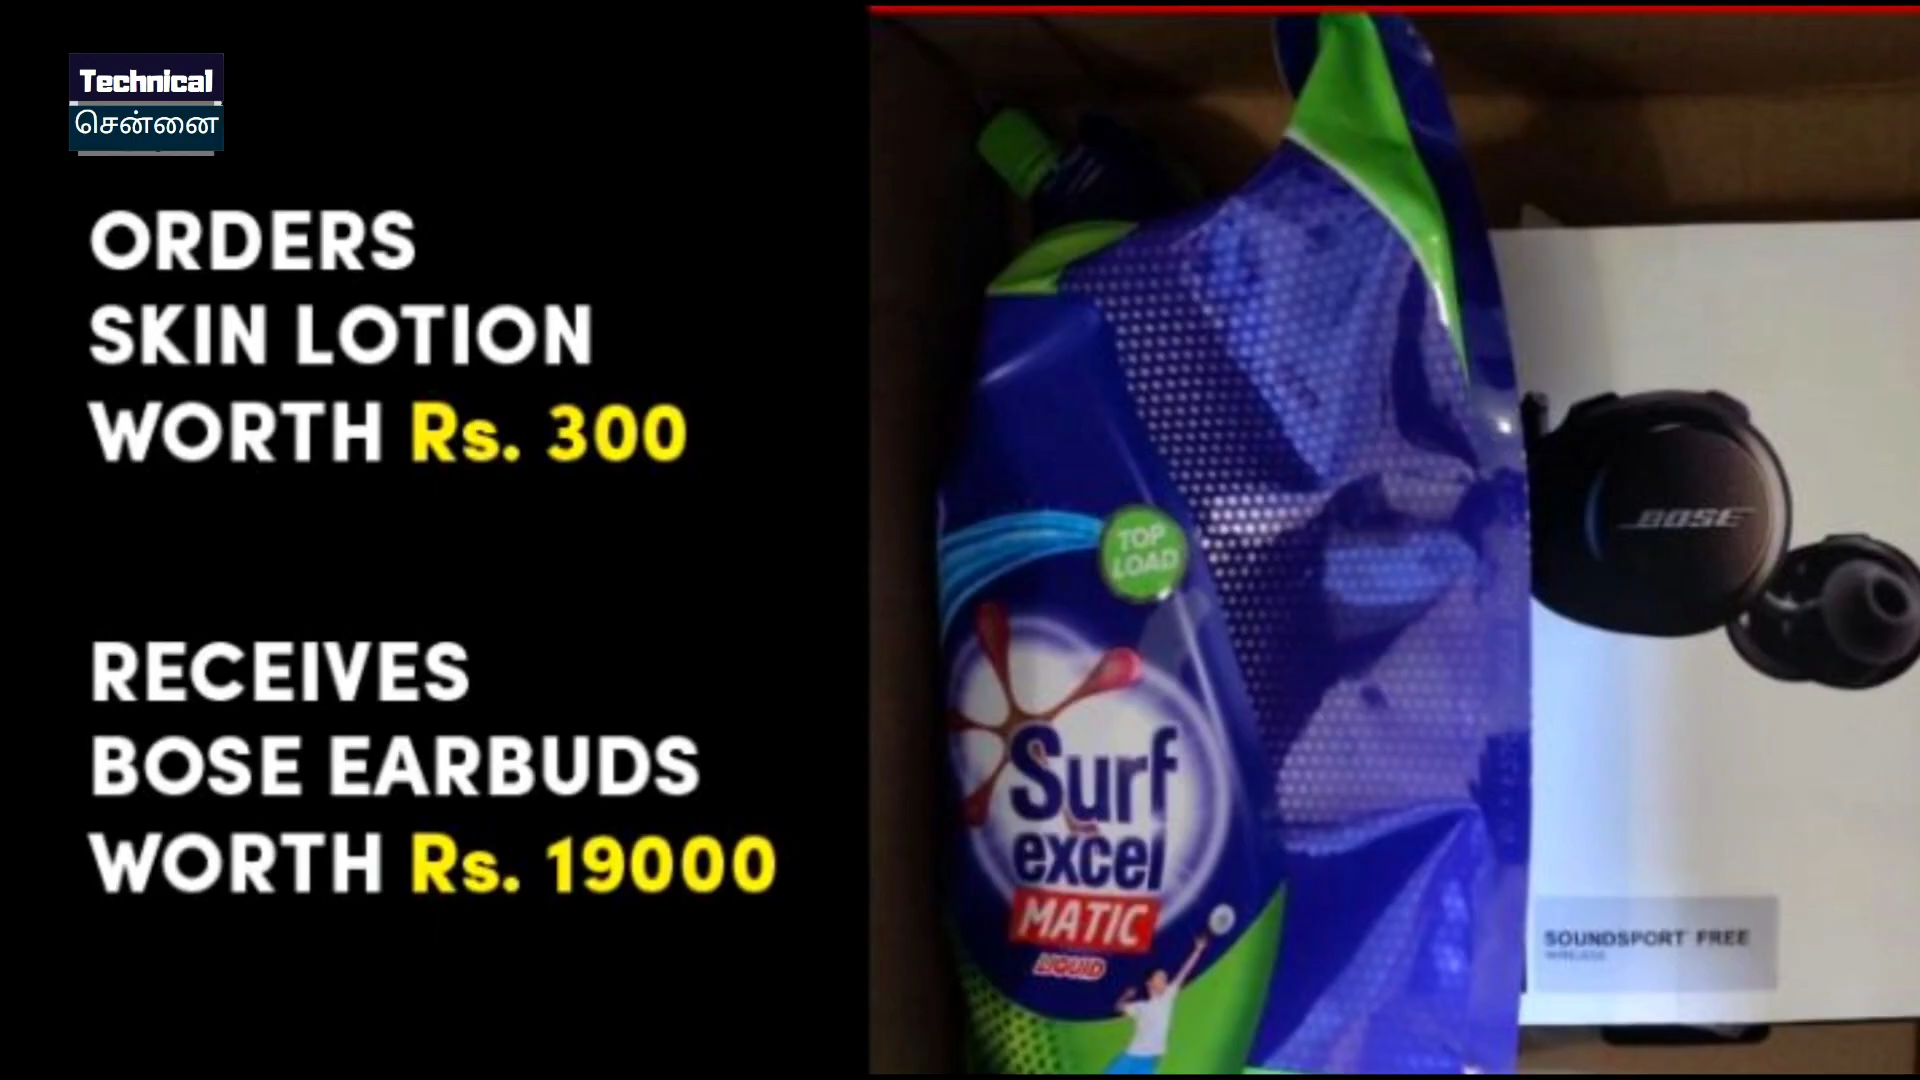 Technical
சென்னை
ORDERS
SKIN LOTION
WORTH Rs. 300
RECEIVES
BOSE EARBUDS
WORTH Rs. 19000
TOP
LOAD
Surf
excel
MATIC
LIQUID
BOSE
SOUNDSPORT FREE
WIRELESS